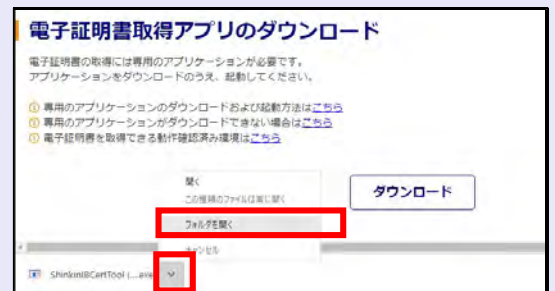 電子証明書取得アプリのダウンロード
電子証明書の取得には専用のアプリケーションが必要です。
アプリケーションをダウンロードのうえ、起動してください。
① 専用のアプリケーションのダウンロードおよび起動方法はこちら
① 専用のアプリケーションがダウンロードできない場合はこちら
① 電子証明書を取得できる動作確認済み環境はこちら
開く
この種類のファイルは常に開く
フォルダを開く
キャンセル
ダウンロード
ShinkinIBCertTool (....exe